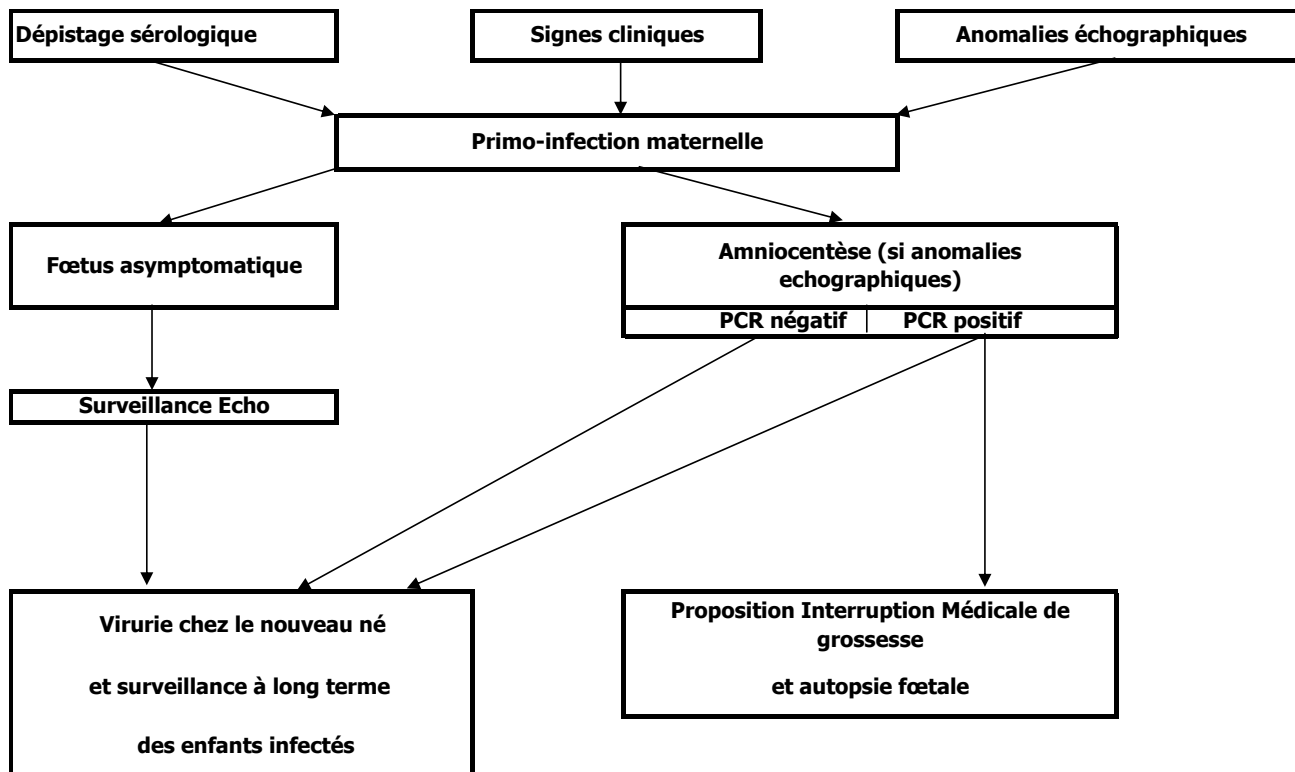 Dépistage sérologique
Signes cliniques
Anomalies échographiques
Primo-infection maternelle
Fœtus asymptomatique
Amniocentèse (si anomalies
echographiques)
PCR négatif
PCR positif
Surveillance Echo
Virurie chez le nouveau né
et surveillance à long terme
des enfants infectés
Proposition Interruption Médicale de
grossesse
et autopsie fœtale